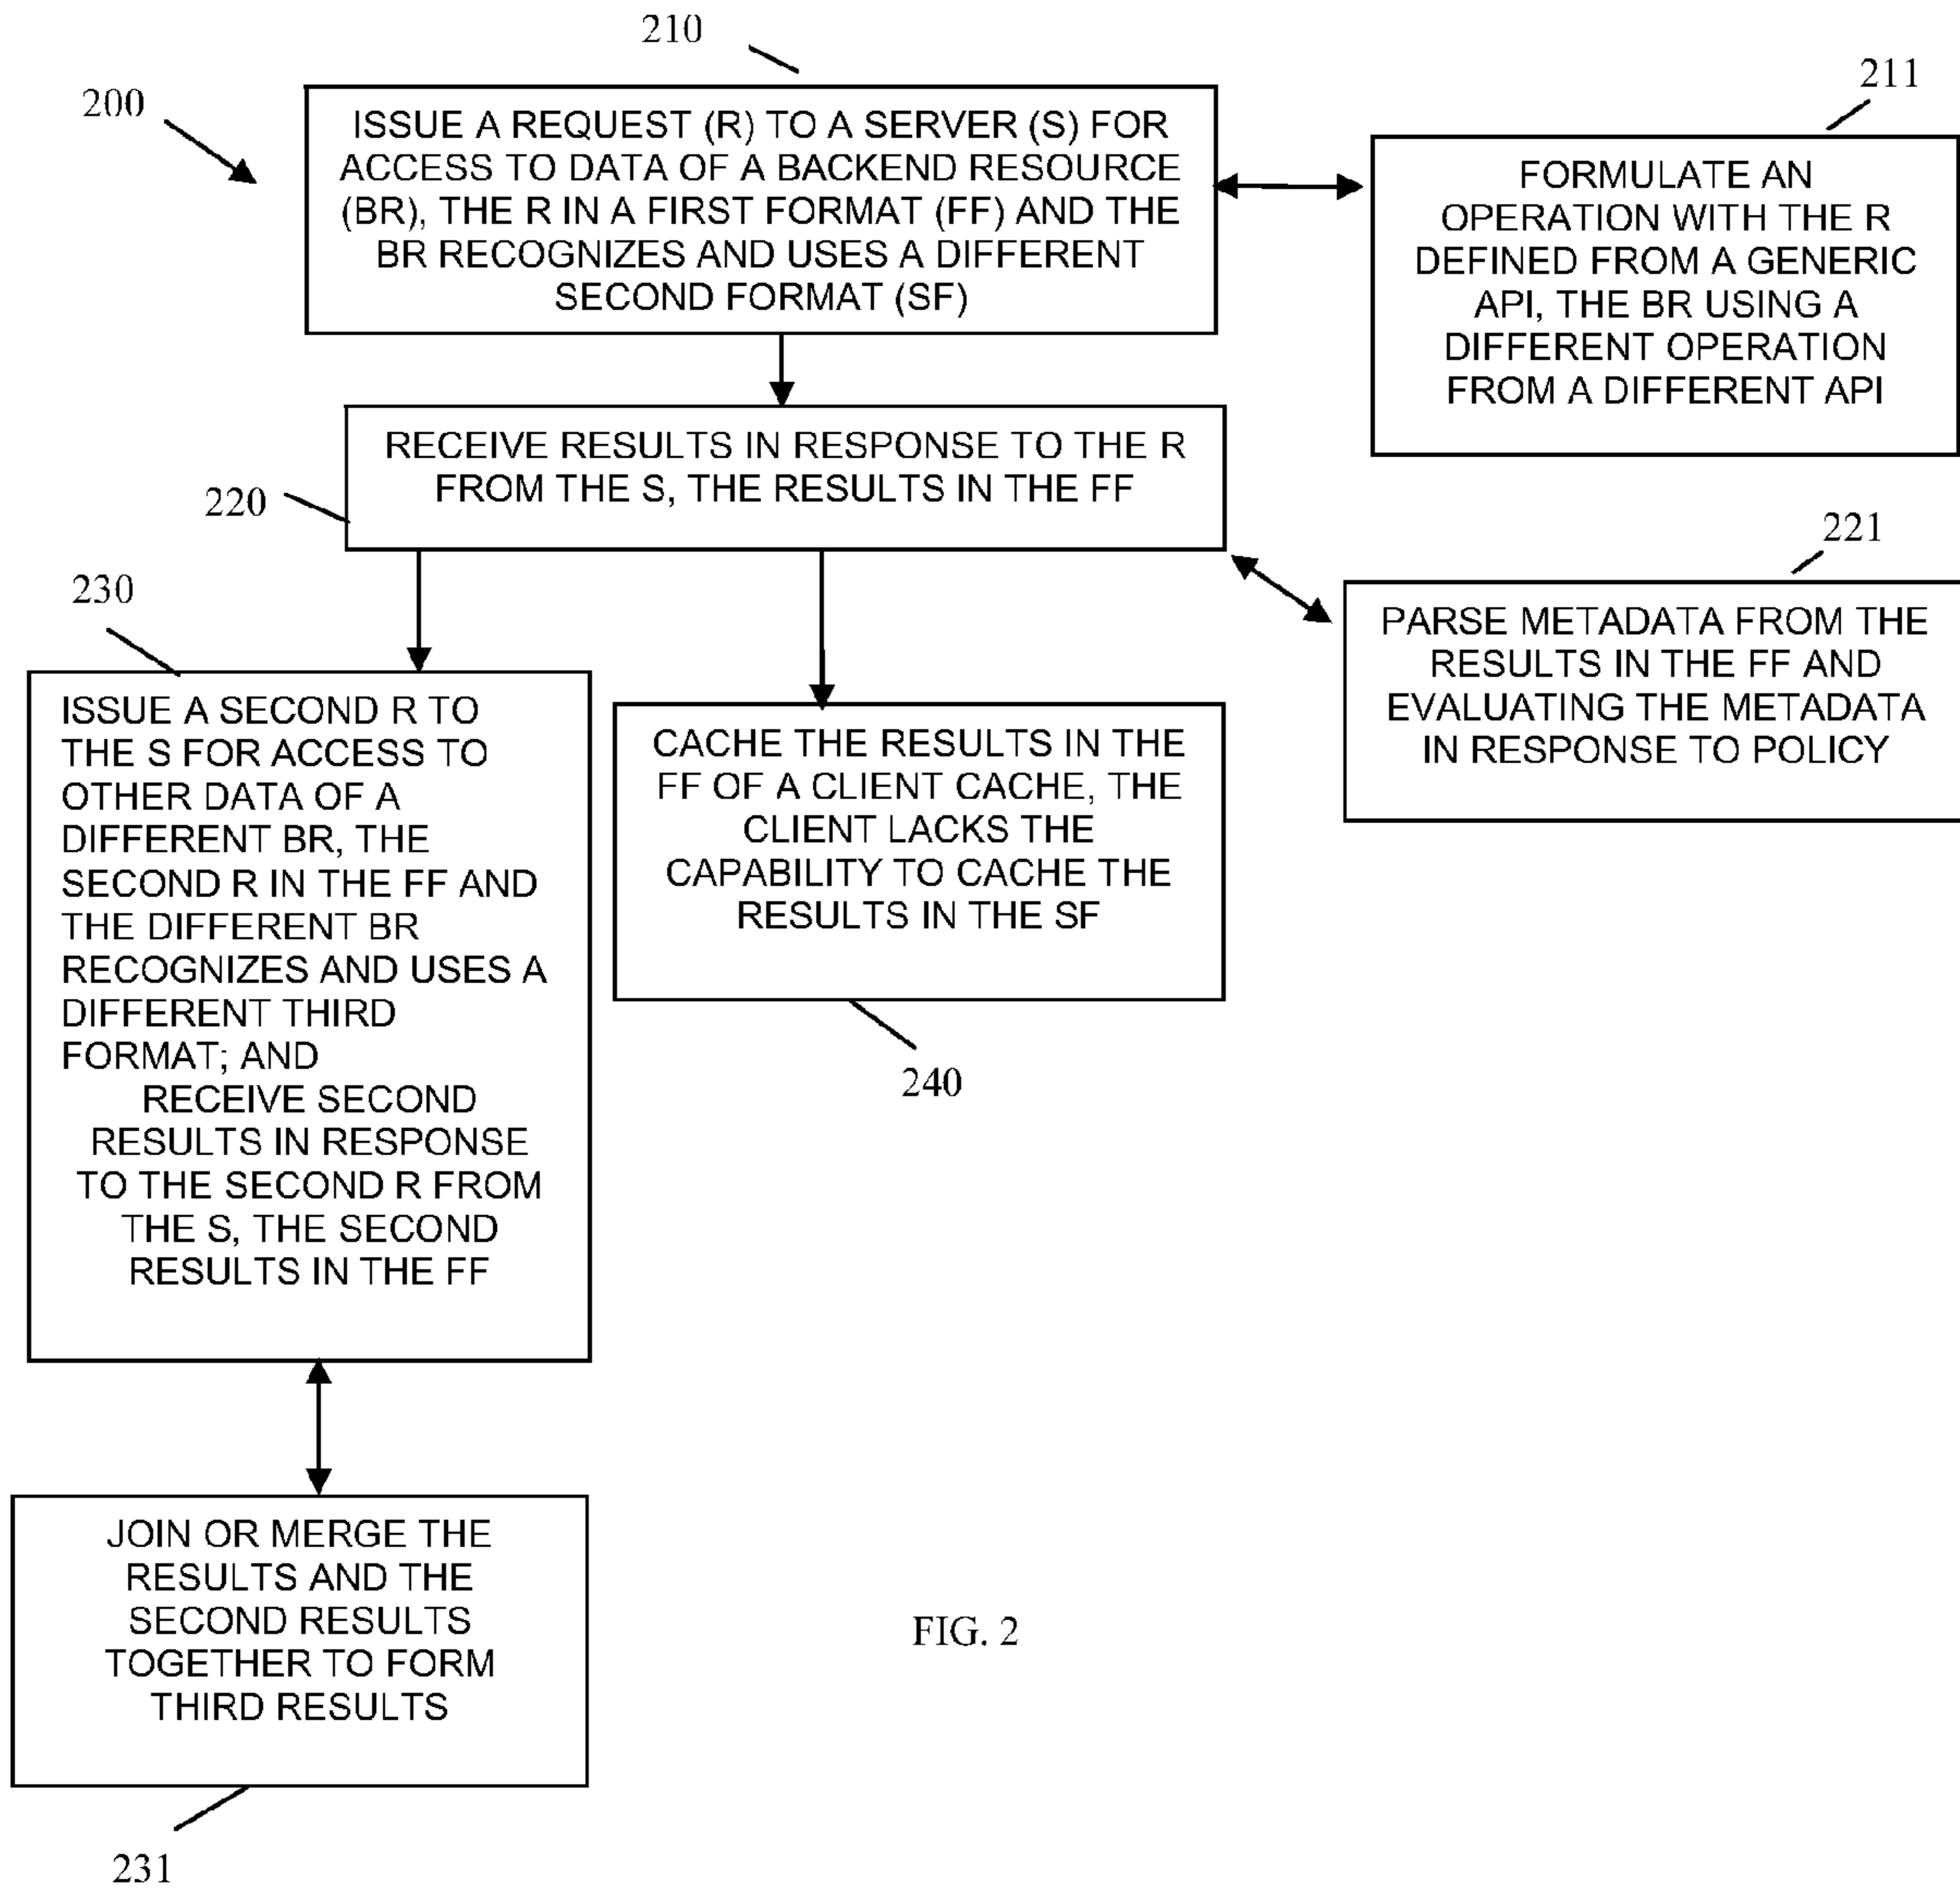 210
200
ISSUE A REQUEST (R) TO A SERVER (S) FOR
ACCESS TO DATA OF A BACKEND RESOURCE
(BR), THE R IN A FIRST FORMAT (FF) AND THE
BR RECOGNIZES AND USES A DIFFERENT
SECOND FORMAT (SF)
211
FORMULATE AN
OPERATION WITH THE R
DEFINED FROM A GENERIC
API, THE BR USING A
DIFFERENT OPERATION
FROM A DIFFERENT API
RECEIVE RESULTS IN RESPONSE TO THE R
FROM THE S, THE RESULTS IN THE FF
220
221
PARSE METADATA FROM THE
RESULTS IN THE FF AND
EVALUATING THE METADATA
IN RESPONSE TO POLICY
230
ISSUE A SECOND R TO
THE S FOR ACCESS TO
OTHER DATA OF A
DIFFERENT BR, THE
SECOND R IN THE FF AND
THE DIFFERENT BR
RECOGNIZES AND USES A
DIFFERENT THIRD
FORMAT; AND
RECEIVE SECOND
RESULTS IN RESPONSE
TO THE SECOND R FROM
THE S, THE SECOND
RESULTS IN THE FF
CACHE THE RESULTS IN THE
FF OF A CLIENT CACHE, THE
CLIENT LACKS THE
CAPABILITY TO CACHE THE
RESULTS IN THE SF
240
JOIN OR MERGE THE
RESULTS AND THE
SECOND RESULTS
TOGETHER TO FORM
THIRD RESULTS
231
FIG. 2